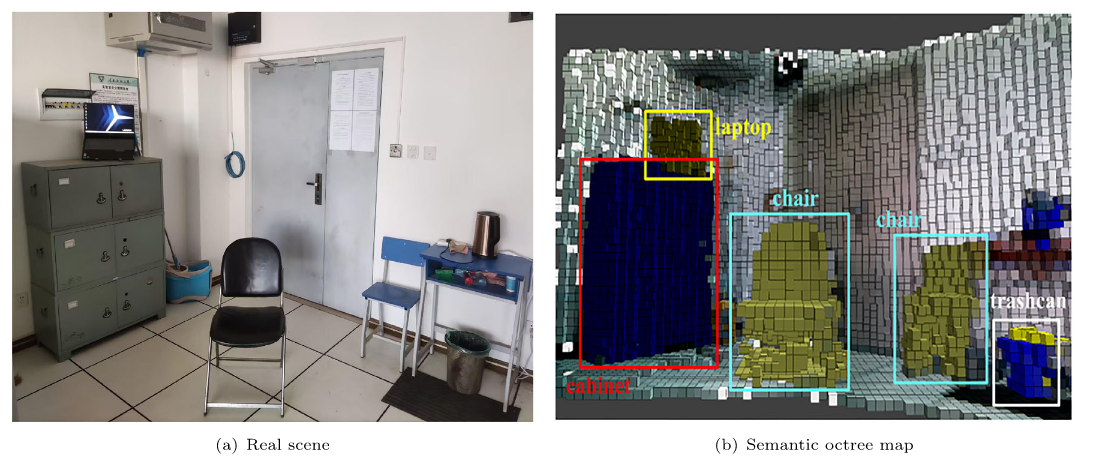 laptop
chair
chair
trashcan
cabinet
(a) Real scene
(b) Semantic octree map